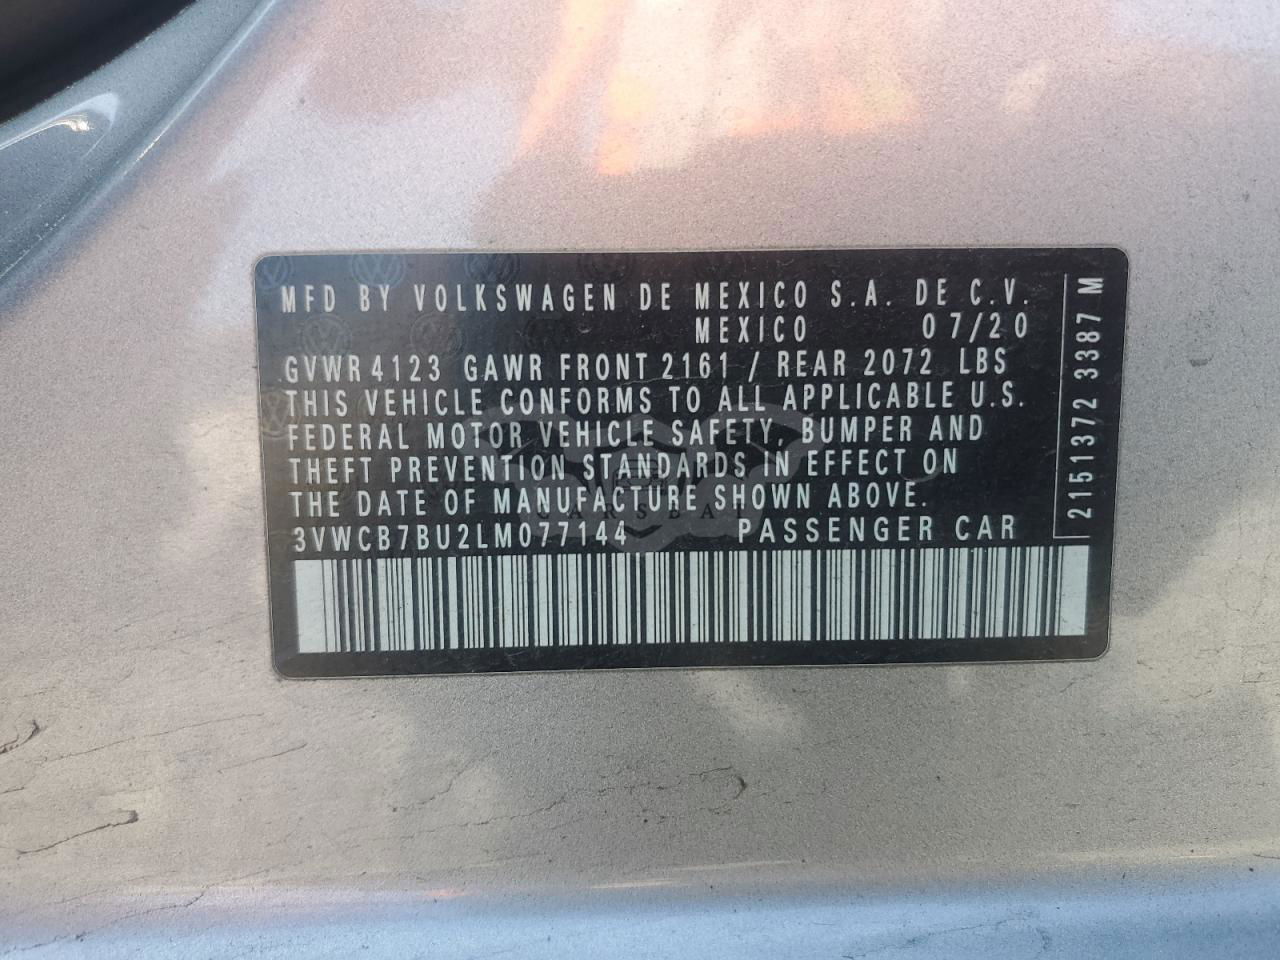 MFD BY VOLKSWAGEN DE MEXICO S.A. DE C.V.
MEXICO 07/20
GVWR 4123 GAWR FRONT 2161 / REAR 2072 LBS
THIS VEHICLE CONFORMS TO ALL APPLICABLE U.S.
FEDERAL MOTOR VEHICLE SAFETY, BUMPER AND
THEFT PREVENTION STANDARDS IN EFFECT ON
THE DATE OF MANUFACTURE SHOWN ABOVE.
3VWCB7BU2LM077144 PASSENGER CAR
2151372 3387 M
CARSBAT